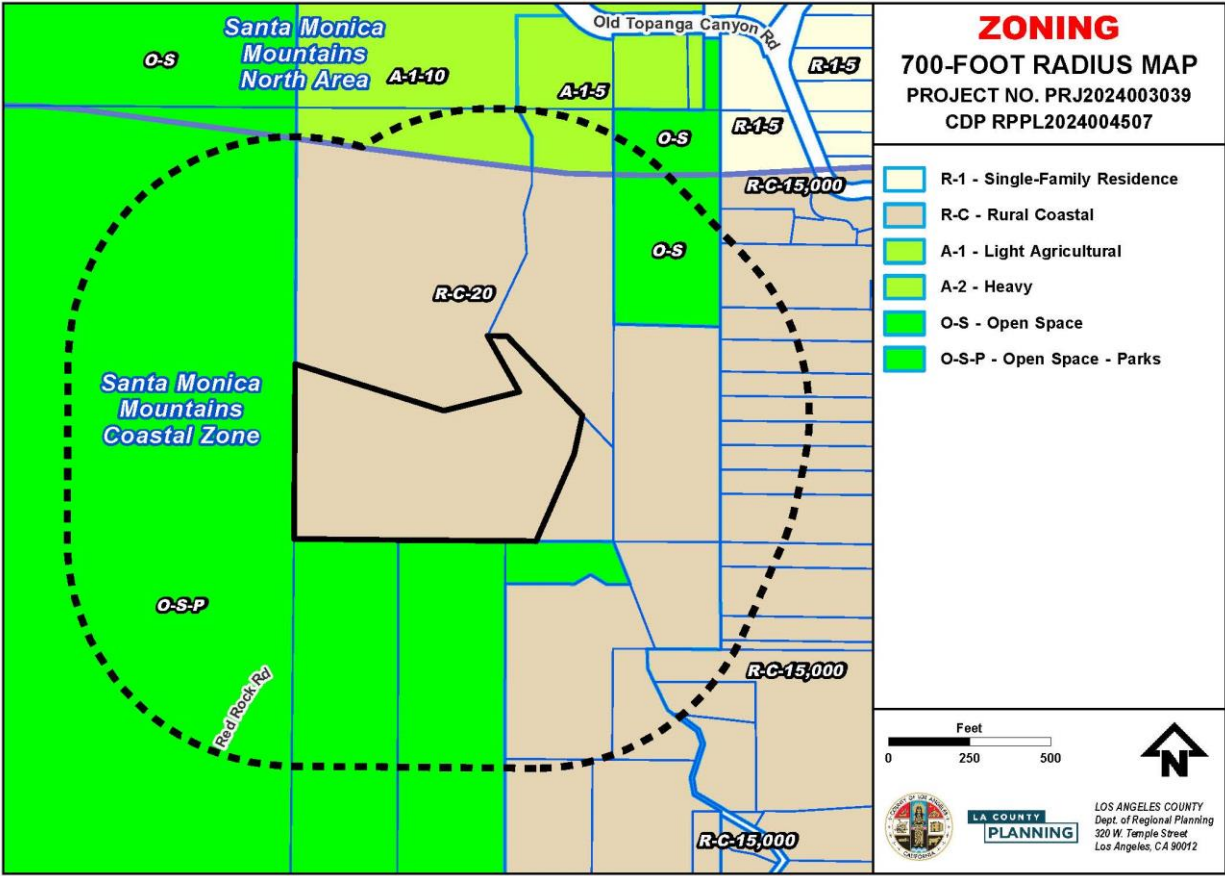 Santa Monica
Mountains
North Area
O-S
A-1-10
A-1-5
Old Topanga Canyon Rd
R-1-5
O-S
R-1-5
R-C-15,000
O-S
R-C-20
Santa Monica
Mountains
Coastal Zone
O-S-P
Red Rock Rd
R-C-15,000
R-C-15,000
ZONING
700-FOOT RADIUS MAP
PROJECT NO. PRJ2024003039
CDP RPPL2024004507
R-1 - Single-Family Residence
R-C - Rural Coastal
A-1 - Light Agricultural
A-2 - Heavy
O-S - Open Space
O-S-P - Open Space - Parks
Feet
0 250 500
N
LA COUNTY
PLANNING
LOS ANGELES COUNTY
Dept. of Regional Planning
320 W. Temple Street
Los Angeles, CA 90012